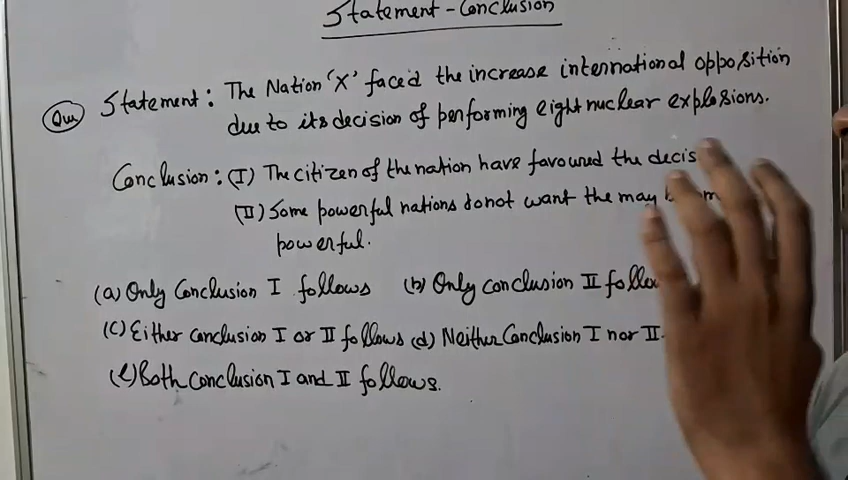 Statement - Conclusion
Que Statement : The Nation 'X' faced the increase international opposition
due to its decision of performing eight nuclear explosions.
Conclusion : (I) The citizen of the nation have favoured the decis
(II) Some powerful nations donot want the may
powerful.
(a) Only Conclusion I follows (b) Only conclusion II follo
(c) Either conclusion I or II follows (d) Neither Conclusion I nor II
(e) Both Conclusion I and II follows.